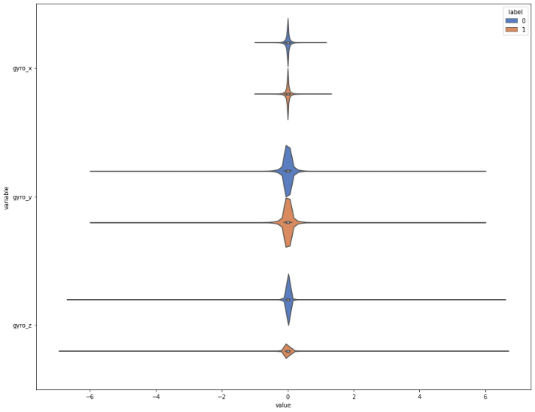 label
0
1
gyro_x
gyro_y
gyro_z
variable
−6
−4
−2
0
2
4
6
value